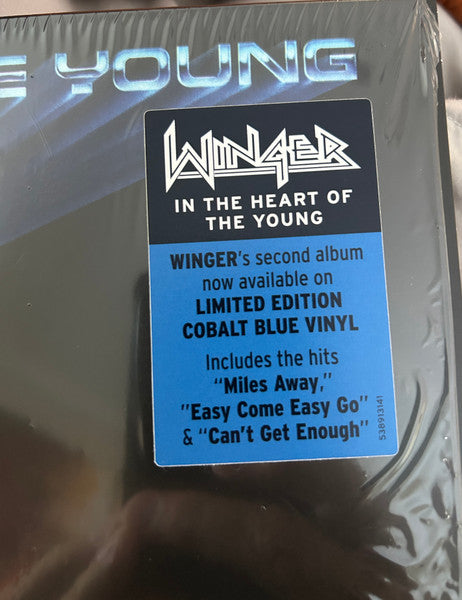 E YOUNG
WINGER
IN THE HEART OF
THE YOUNG
WINGER's second album
now available on
LIMITED EDITION
COBALT BLUE VINYL
Includes the hits
"Miles Away,"
"Easy Come Easy Go"
& "Can't Get Enough"
538913141